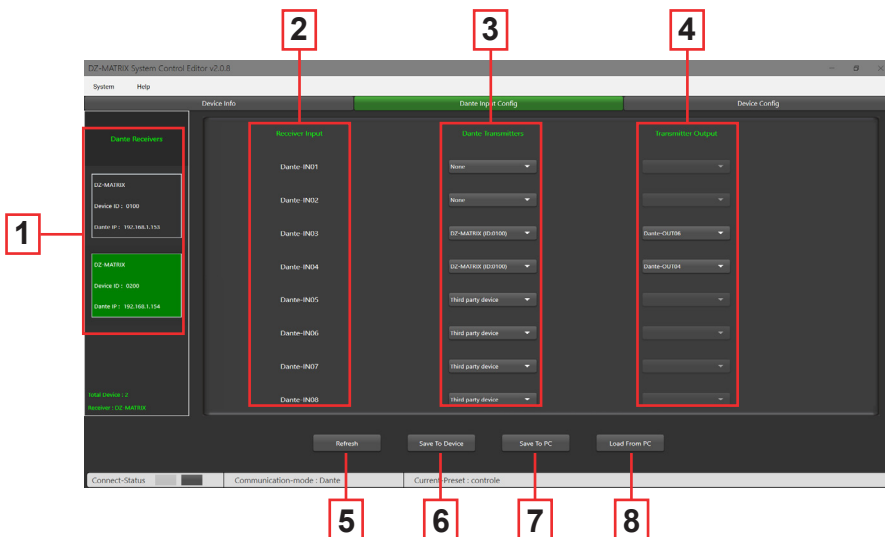 2 3 4
DZ-MATRIX System Control Editor v2.0.8
System Help
Device Info Dante Input Config Device Config
Dante Receivers
Receiver Input Dante Transmitters Transmitter Output
Dante-IN01 None
DZ-MATRIX
Device ID : 0100
Dante IP : 192.168.1.153
Dante-IN02 None
1
Dante-IN03 DZ-MATRIX (ID:0100) Dante-OUT06
DZ-MATRIX
Device ID : 0200
Dante IP : 192.168.1.154
Dante-IN04 DZ-MATRIX (ID:0100) Dante-OUT04
Dante-IN05 Third party device
Dante-IN06 Third party device
Dante-IN07 Third party device
Dante-IN08 Third party device
Total Device : 2
Receiver : DZ-MATRIX
Refresh Save To Device Save To PC Load From PC
Connect-Status Communication-mode : Dante Current-Preset : controle
5 6 7 8